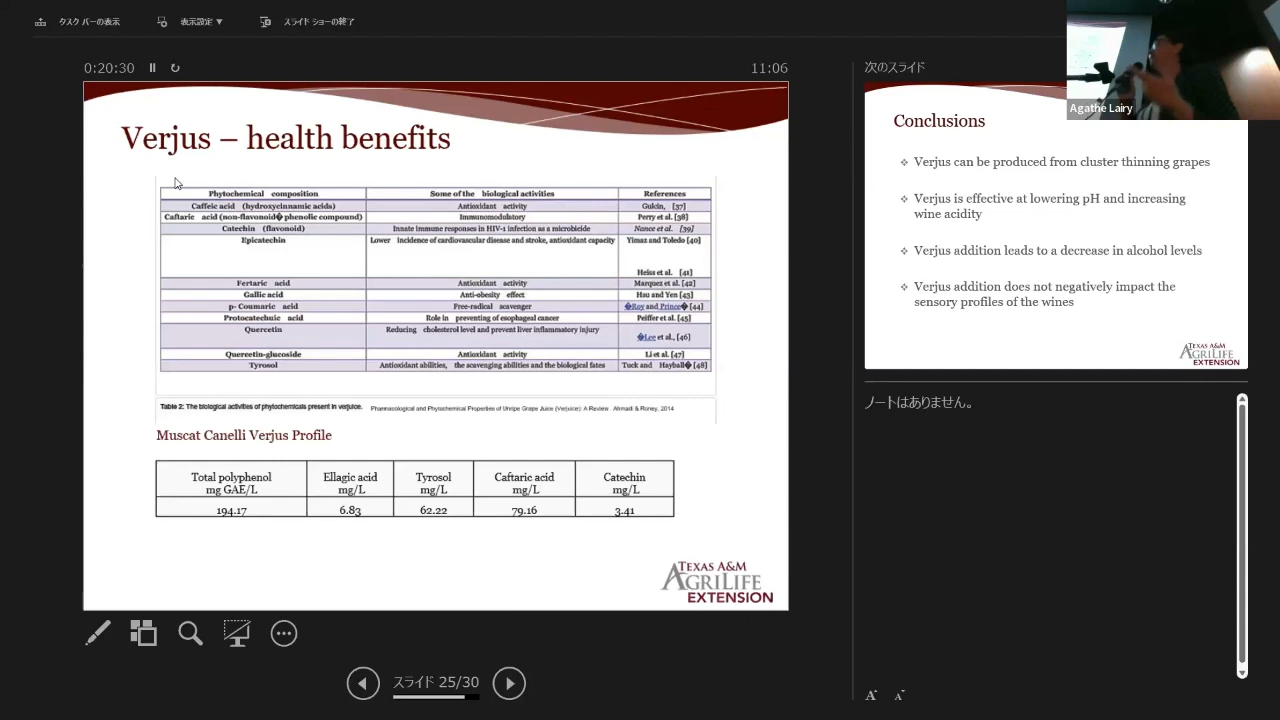 タスク バーの表示
表示設定 ▼
スライド ショーの終了
0:20:30
11:06
次のスライド
Agathe Lairy
Verjus – health benefits
Phytochemical composition Some of the biological activities References
Caffeic acid (hydroxycinnamic acids) Antioxidant activity Gulcin, [37]
Caftaric acid (non-flavonoid� phenolic compound) Immunomodulatory Perry et al. [38]
Catechin (flavonoid) Innate immune responses in HIV-1 infection as a microbicide Nance et al. [39]
Epicatechin Lower incidence of cardiovascular disease and stroke, antioxidant capacity Yimaz and Toledo [40]
Heiss et al. [41]
Fertaric acid Antioxidant activity Marquez et al. [42]
Gallic acid Anti-obesity effect Hsu and Yen [43]
p- Coumaric acid Free-radical scavenger �Roy and Prince� [44]
Protocatechuic acid Role in preventing of esophageal cancer Peiffer et al. [45]
Quercetin Reducing cholesterol level and prevent liver inflammatory injury �Lee et al., [46]
Quercetin-glucoside Antioxidant activity Li et al. [47]
Tyrosol Antioxidant abilities, the scavenging abilities and the biological fates Tuck and Hayball� [48]
Table 2: The biological activities of phytochemicals present in verjuice. Pharmacological and Phytochemical Properties of Unripe Grape Juice (Verjuice): A Review. Ahmadi & Roney, 2014
Muscat Canelli Verjus Profile
Total polyphenol Ellagic acid Tyrosol Caftaric acid Catechin
mg GAE/L mg/L mg/L mg/L mg/L
194.17 6.83 62.22 79.16 3.41
TEXAS A&M
AGRILIFE
EXTENSION
スライド 25/30
Conclusions
❖ Verjus can be produced from cluster thinning grapes
❖ Verjus is effective at lowering pH and increasing
wine acidity
❖ Verjus addition leads to a decrease in alcohol levels
❖ Verjus addition does not negatively impact the
sensory profiles of the wines
TEXAS A&M
AGRILIFE
EXTENSION
ノートはありません。
A A